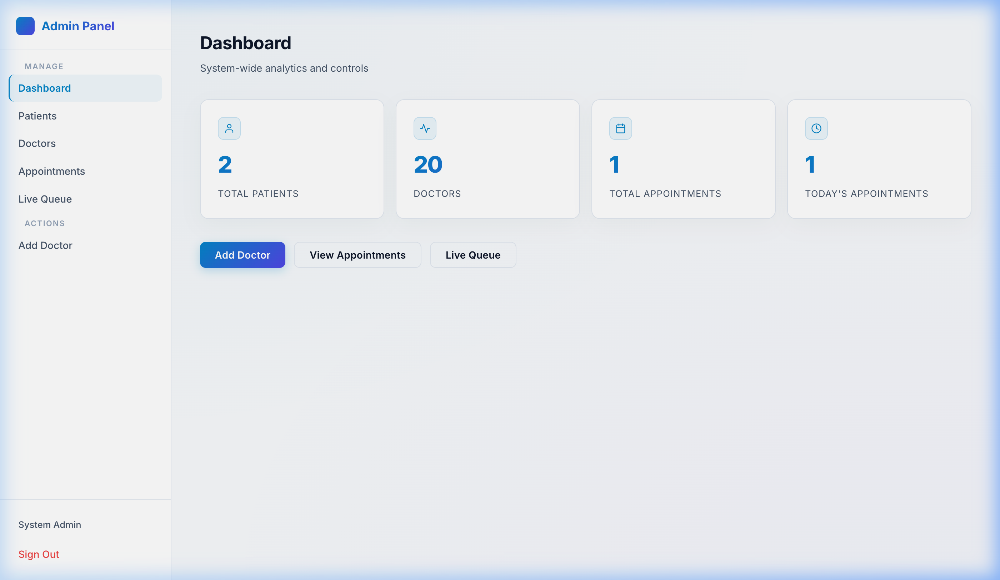 Admin Panel
MANAGE
Dashboard
Patients
Doctors
Appointments
Live Queue
ACTIONS
Add Doctor
System Admin
Sign Out
Dashboard
System-wide analytics and controls
2
TOTAL PATIENTS
20
DOCTORS
1
TOTAL APPOINTMENTS
1
TODAY'S APPOINTMENTS
Add Doctor
View Appointments
Live Queue